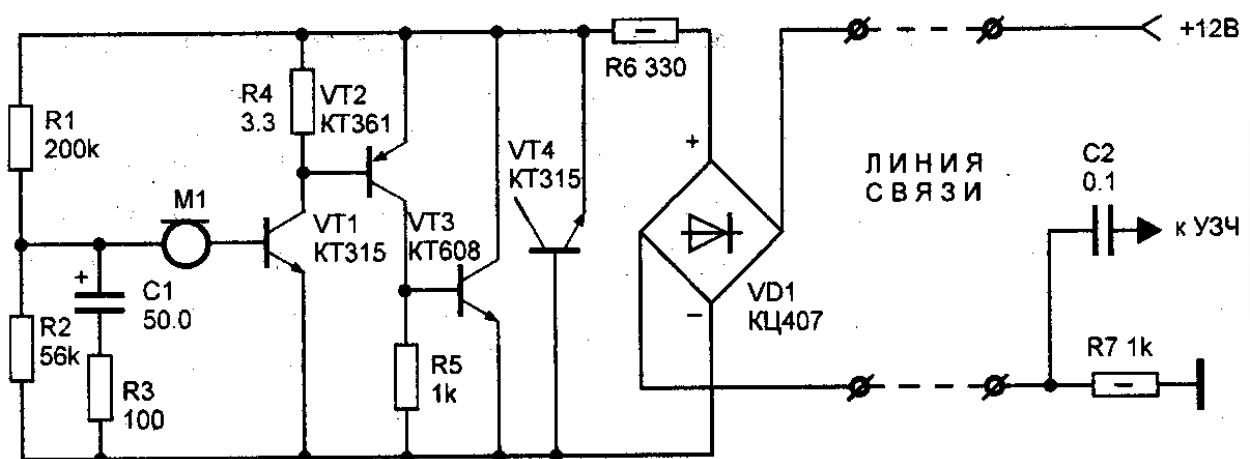 +12В
R6 330
R4
3.3
VT2
КТ361
R1
200k
VT4
КТ315
+
ЛИНИЯ
СВЯЗИ
C2
0.1
M1
VT1
КТ315
VT3
КТ608
к УЗЧ
+
C1
50.0
VD1
КЦ407
−
R2
56k
R3
100
R5
1k
R7 1k